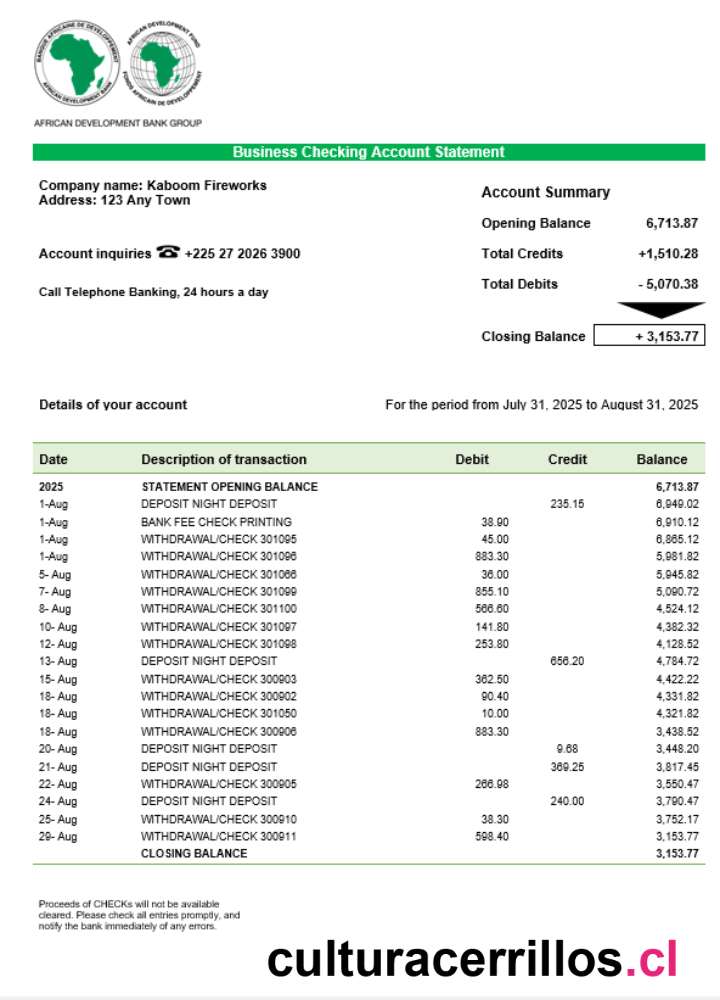 BANQUE AFRICAINE DE DEVELOPPEMENT
AFRICAN DEVELOPMENT BANK
AFRICAN DEVELOPMENT FUND
FONDS AFRICAIN DE DEVELOPPEMENT
AFRICAN DEVELOPMENT BANK GROUP
Business Checking Account Statement
Company name: Kaboom Fireworks
Address: 123 Any Town
Account inquiries ☎ +225 27 2026 3900
Call Telephone Banking, 24 hours a day
Account Summary
Opening Balance 6,713.87
Total Credits +1,510.28
Total Debits - 5,070.38
Closing Balance + 3,153.77
Details of your account For the period from July 31, 2025 to August 31, 2025
Date Description of transaction Debit Credit Balance
2025 STATEMENT OPENING BALANCE 6,713.87
1-Aug DEPOSIT NIGHT DEPOSIT 235.15 6,949.02
1-Aug BANK FEE CHECK PRINTING 38.90 6,910.12
1-Aug WITHDRAWAL/CHECK 301095 45.00 6,865.12
1-Aug WITHDRAWAL/CHECK 301096 883.30 5,981.82
5- Aug WITHDRAWAL/CHECK 301066 36.00 5,945.82
7- Aug WITHDRAWAL/CHECK 301099 855.10 5,090.72
8- Aug WITHDRAWAL/CHECK 301100 566.60 4,524.12
10- Aug WITHDRAWAL/CHECK 301097 141.80 4,382.32
12- Aug WITHDRAWAL/CHECK 301098 253.80 4,128.52
13- Aug DEPOSIT NIGHT DEPOSIT 656.20 4,784.72
15- Aug WITHDRAWAL/CHECK 300903 362.50 4,422.22
18- Aug WITHDRAWAL/CHECK 300902 90.40 4,331.82
18- Aug WITHDRAWAL/CHECK 301050 10.00 4,321.82
18- Aug WITHDRAWAL/CHECK 300906 883.30 3,438.52
20- Aug DEPOSIT NIGHT DEPOSIT 9.68 3,448.20
21- Aug DEPOSIT NIGHT DEPOSIT 369.25 3,817.45
22- Aug WITHDRAWAL/CHECK 300905 266.98 3,550.47
24- Aug DEPOSIT NIGHT DEPOSIT 240.00 3,790.47
25- Aug WITHDRAWAL/CHECK 300910 38.30 3,752.17
29- Aug WITHDRAWAL/CHECK 300911 598.40 3,153.77
CLOSING BALANCE 3,153.77
Proceeds of CHECKs will not be available
cleared. Please check all entries promptly, and
notify the bank immediately of any errors.
culturacerrillos.cl